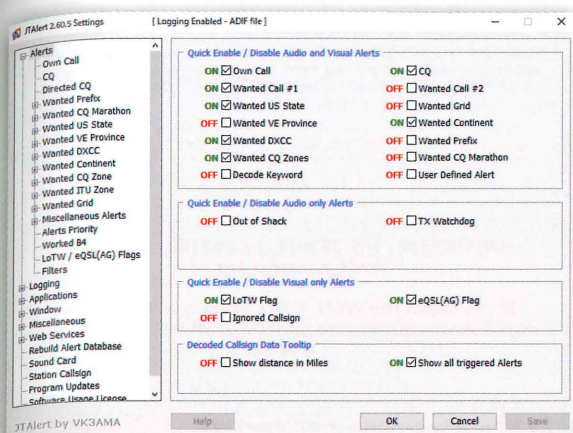 JTAlert 2.60.5 Settings [ Logging Enabled - ADIF file ]
Alerts
Own Call
CQ
Directed CQ
Wanted Prefix
Wanted CQ Marathon
Wanted US State
Wanted VE Province
Wanted DXCC
Wanted Continent
Wanted CQ Zone
Wanted ITU Zone
Wanted Grid
Miscellaneous Alerts
Alerts Priority
Worked B4
LoTW / eQSL(AG) Flags
Filters
Logging
Applications
Window
Miscellaneous
Web Services
Rebuild Alert Database
Sound Card
Station Callsign
Program Updates
Software Usage License
Quick Enable / Disable Audio and Visual Alerts
ON Own Call ON CQ
ON Wanted Call #1 OFF Wanted Call #2
ON Wanted US State OFF Wanted Grid
OFF Wanted VE Province ON Wanted Continent
ON Wanted DXCC OFF Wanted Prefix
ON Wanted CQ Zones OFF Wanted CQ Marathon
OFF Decode Keyword OFF User Defined Alert
Quick Enable / Disable Audio only Alerts
OFF Out of Shack OFF TX Watchdog
Quick Enable / Disable Visual only Alerts
ON LoTW Flag ON eQSL(AG) Flag
OFF Ignored Callsign
Decoded Callsign Data Tooltip
OFF Show distance in Miles ON Show all triggered Alerts
JTAlert by VK3AMA Help OK Cancel Save